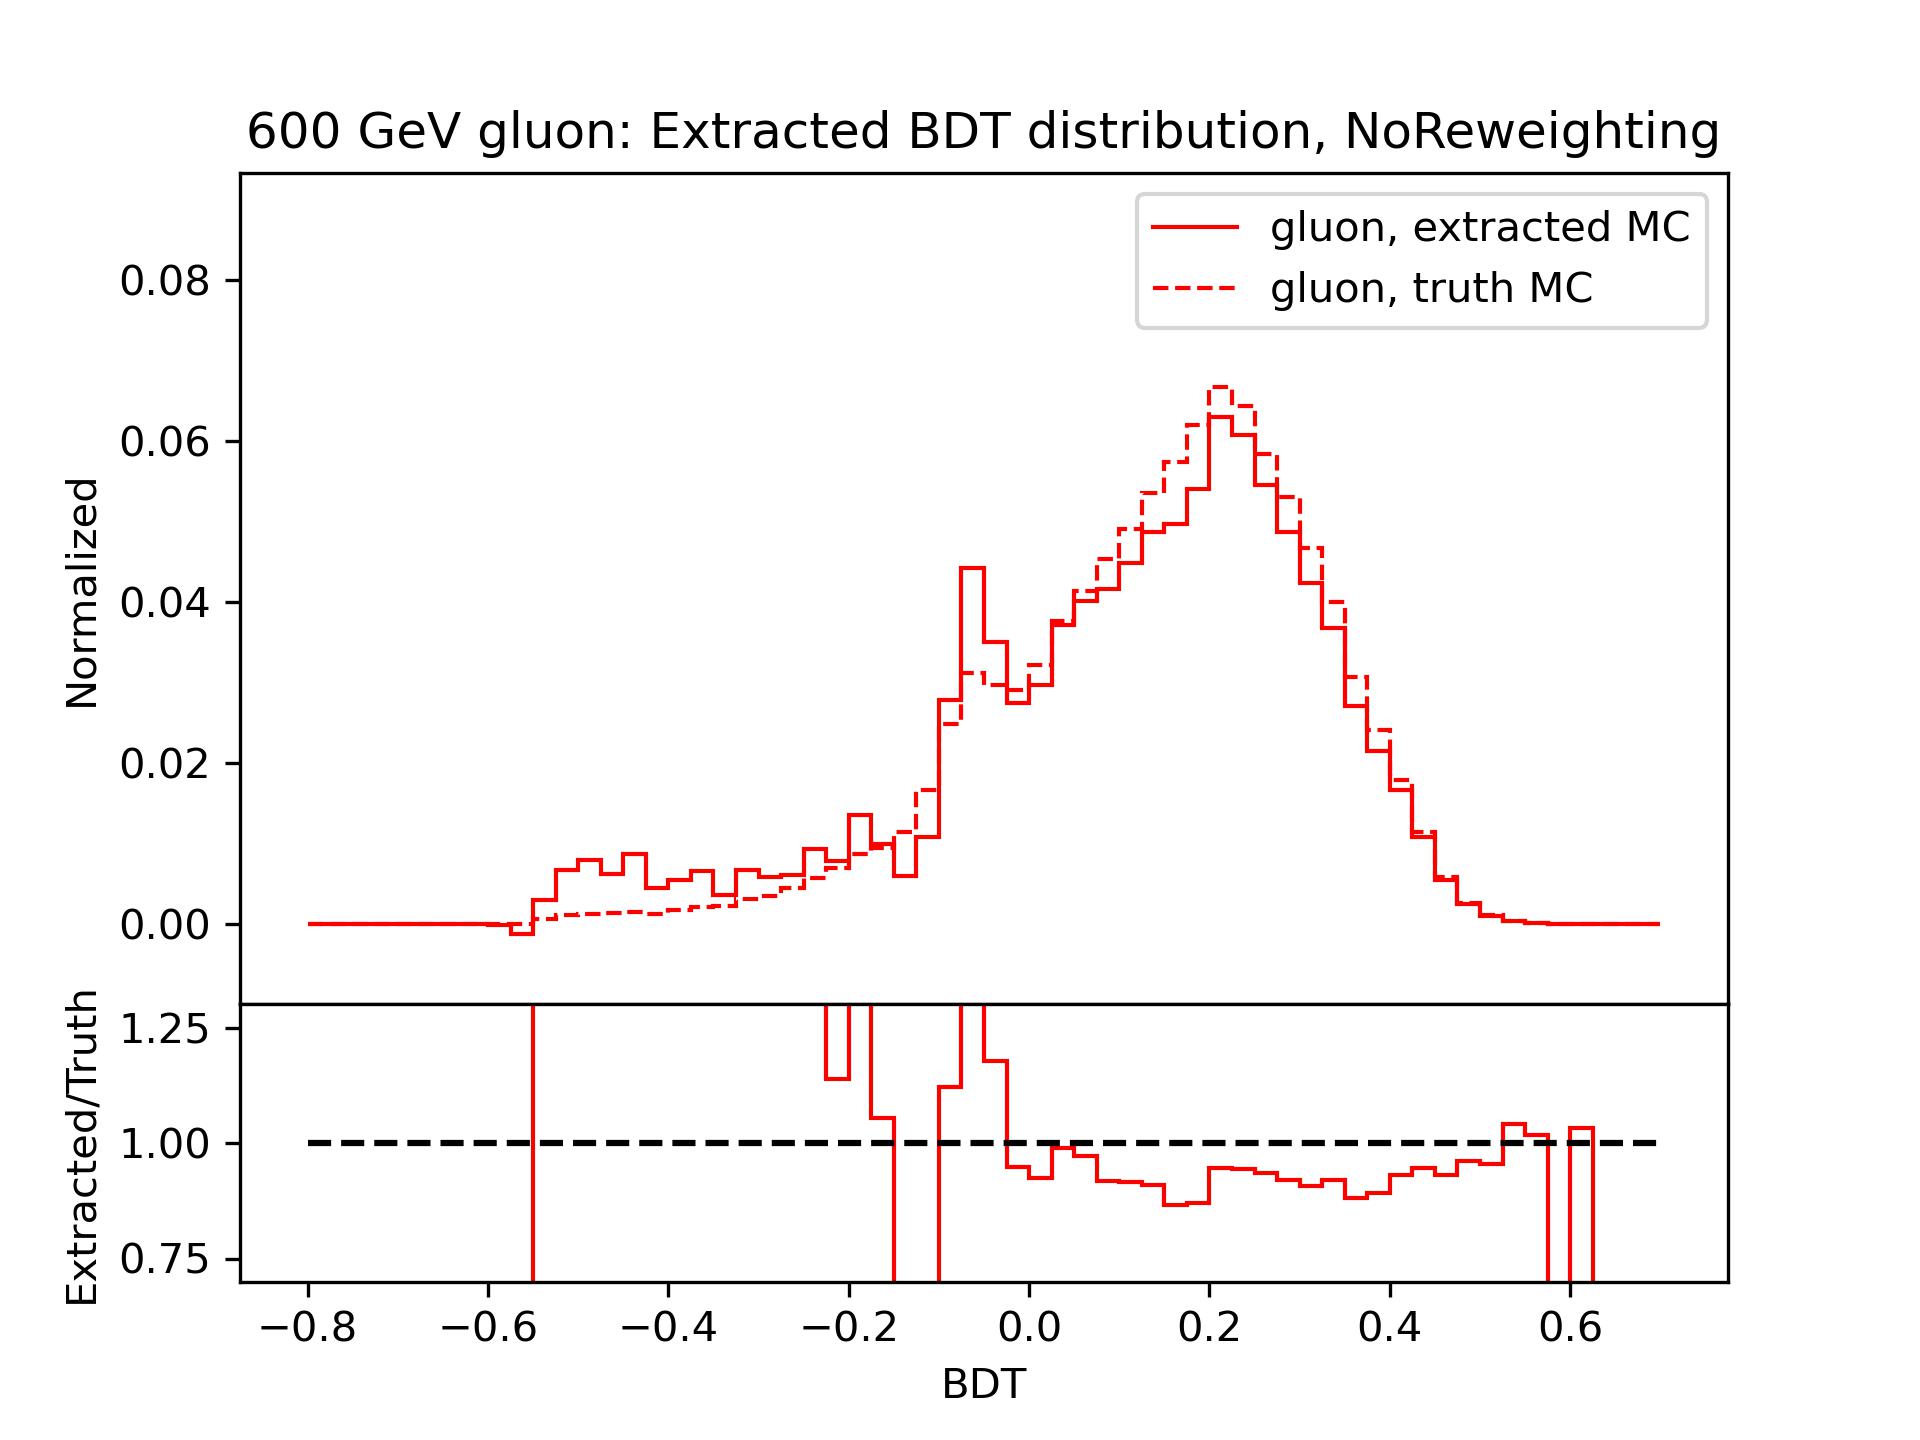 600 GeV gluon: Extracted BDT distribution, NoReweighting
gluon, extracted MC
gluon, truth MC
Normalized
0.08
0.06
0.04
0.02
0.00
Extracted/Truth
1.25
1.00
0.75
−0.8 −0.6 −0.4 −0.2 0.0 0.2 0.4 0.6
BDT